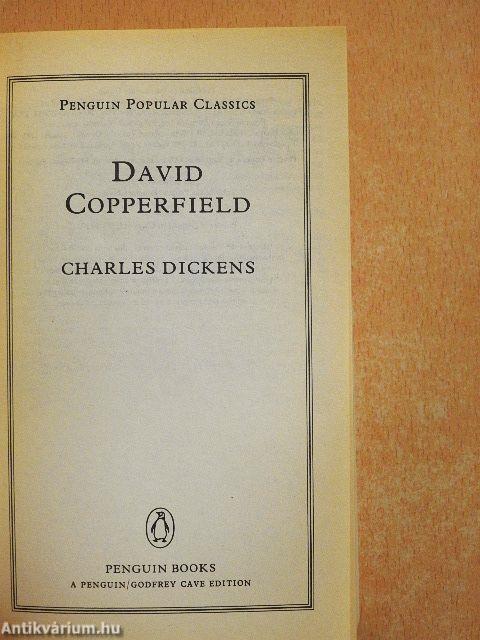 PENGUIN POPULAR CLASSICS
DAVID
COPPERFIELD
CHARLES DICKENS
PENGUIN BOOKS
A PENGUIN/GODFREY CAVE EDITION
Antikvárium.hu